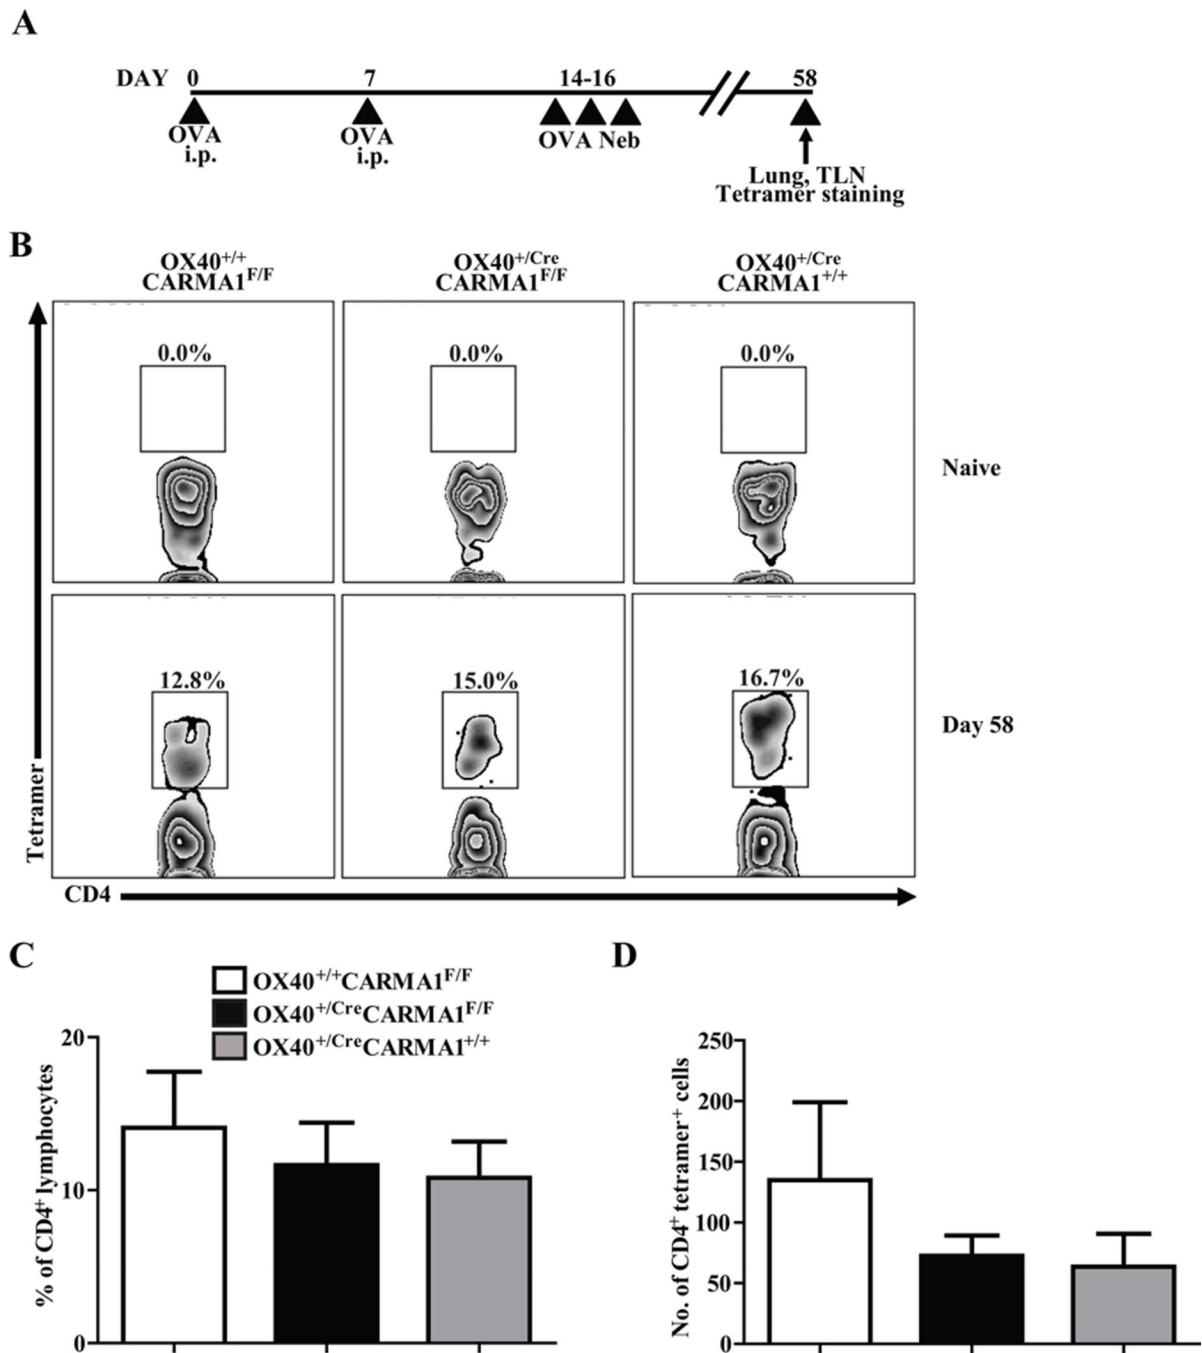 A
DAY 0 7 14-16 58
OVA i.p.
OVA i.p.
OVA Neb
Lung, TLN
Tetramer staining
B
OX40+/+
CARMA1F/F
OX40+/Cre
CARMA1F/F
OX40+/Cre
CARMA1+/+
0.0% 0.0% 0.0%
Naive
12.8% 15.0% 16.7%
Day 58
Tetramer
CD4
C
OX40+/+CARMA1F/F
OX40+/CreCARMA1F/F
OX40+/CreCARMA1+/+
% of CD4+ lymphocytes
20
10
0
D
No. of CD4+ tetramer+ cells
250
200
150
100
50
0